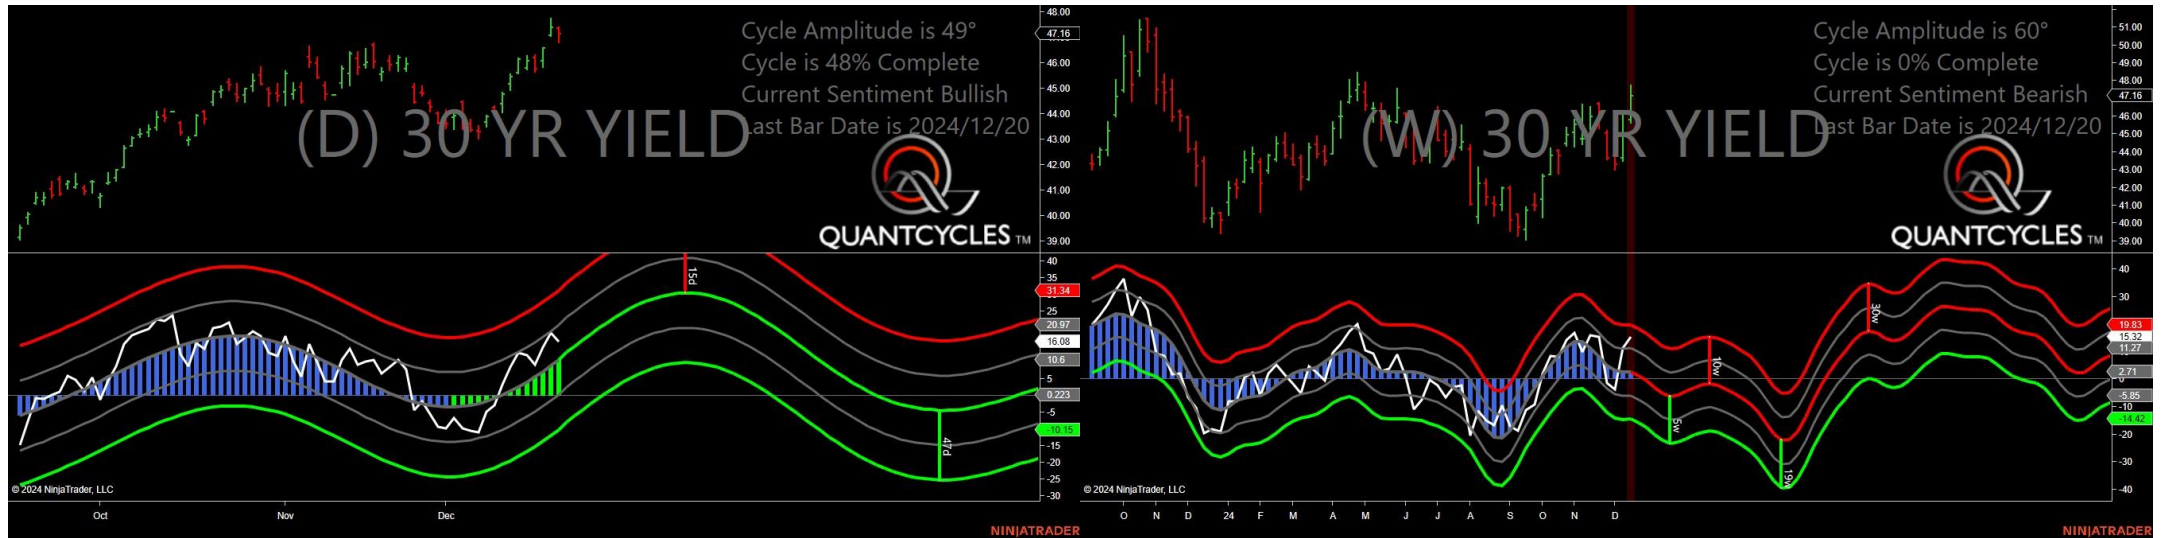 Cycle Amplitude is 49°
Cycle is 48% Complete
Current Sentiment Bullish
Last Bar Date is 2024/12/20
(D) 30 YR YIELD
QUANTCYCLES TM
48.00
47.16
46.00
45.00
44.00
43.00
42.00
41.00
40.00
39.00
40
35
31.34
25
20.97
16.08
10.6
5
0.223
-5
-10.15
-15
-20
-25
-30
15d
47d
© 2024 NinjaTrader, LLC
Oct Nov Dec
NINJATRADER
Cycle Amplitude is 60°
Cycle is 0% Complete
Current Sentiment Bearish
Last Bar Date is 2024/12/20
(W) 30 YR YIELD
QUANTCYCLES TM
51.00
50.00
49.00
48.00
47.16
46.00
45.00
44.00
43.00
42.00
41.00
40.00
39.00
40
30
19.83
15.32
11.27
2.71
0
-5.85
-10
-14.42
-20
-30
-40
5w
10w
19w
30w
© 2024 NinjaTrader, LLC
O N D 24 F M A M J J A S O N D
NINJATRADER